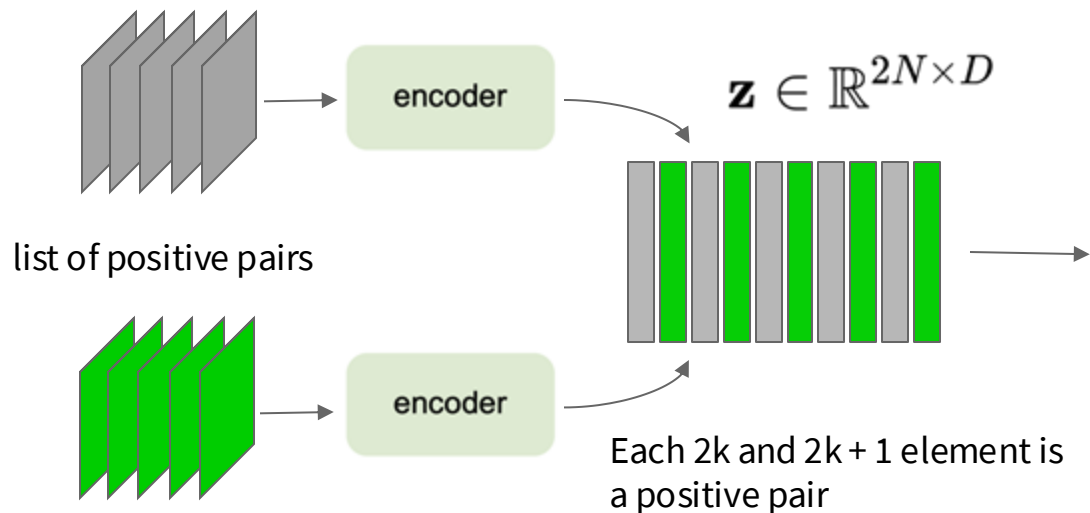 encoder
𝐳 ∈ ℝ^{2N×D}
list of positive pairs
encoder
Each 2k and 2k + 1 element is
a positive pair